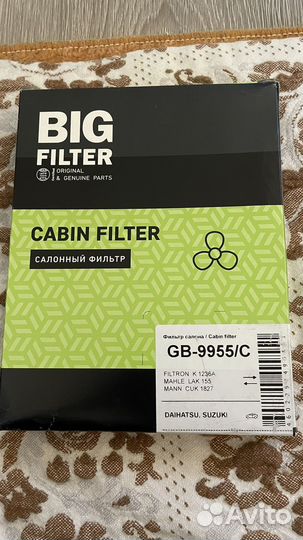 BIG
FILTER
ORIGINAL
& GENUINE PARTS
CABIN FILTER
САЛОННЫЙ ФИЛЬТР
Фильтр салона / Cabin filter
GB-9955/C
FILTRON K 1236A
MAHLE LAK 155
MANN CUK 1827
DAIHATSU, SUZUKI
Avito